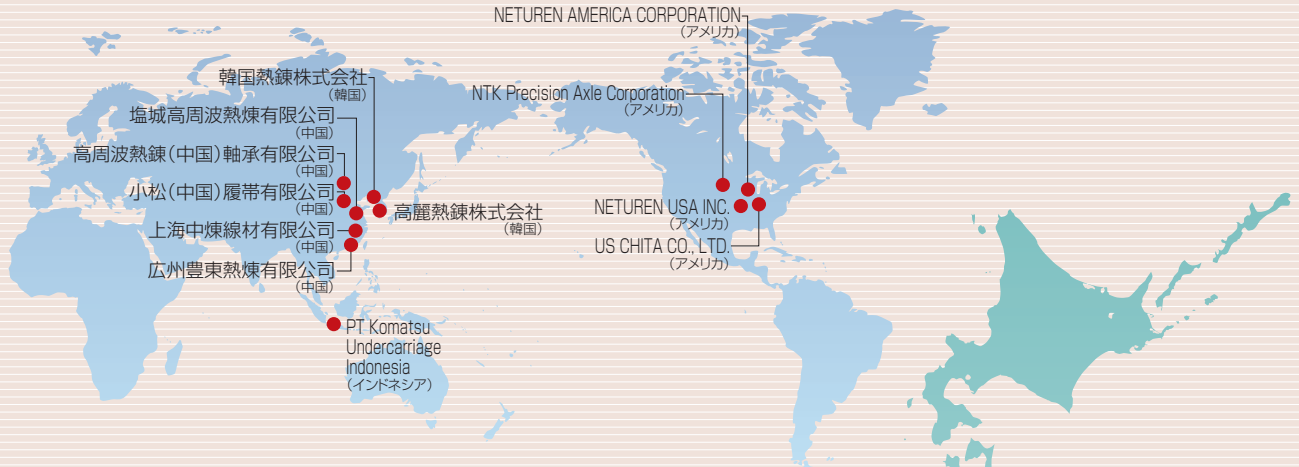 NETUREN AMERICA CORPORATION
(アメリカ)
韓国熱錬株式会社
(韓国)
NTK Precision Axle Corporation
(アメリカ)
塩城高周波熱煉有限公司
(中国)
高周波熱錬(中国)軸承有限公司
(中国)
小松(中国)履帯有限公司
(中国)
高麗熱錬株式会社
(韓国)
NETUREN USA INC.
(アメリカ)
上海中煉線材有限公司
(中国)
US CHITA CO., LTD.
(アメリカ)
広州豊東熱煉有限公司
(中国)
PT Komatsu
Undercarriage
Indonesia
(インドネシア)